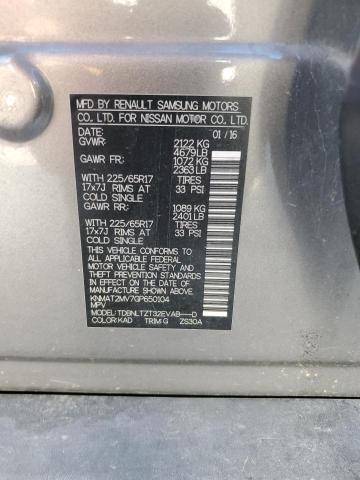 MFD BY RENAULT SAMSUNG MOTORS
CO., LTD. FOR NISSAN MOTOR CO., LTD.
DATE: 01/16
GVWR: 2122 KG
4679 LB
GAWR FR: 1072 KG
2363 LB
WITH 225/65R17 TIRES
17x7J RIMS AT 33 PSI
COLD SINGLE
GAWR RR: 1089 KG
2401 LB
WITH 225/65R17 TIRES
17x7J RIMS AT 33 PSI
COLD SINGLE
THIS VEHICLE CONFORMS TO
ALL APPLICABLE FEDERAL
MOTOR VEHICLE SAFETY AND
THEFT PREVENTION STANDARDS
IN EFFECT ON THE DATE OF
MANUFACTURE SHOWN ABOVE.
KNMAT2MV7GP650104
MPV
MODEL: TDBNLTZT32EVAB---D
COLOR:KAD TRIM:G ZS30A